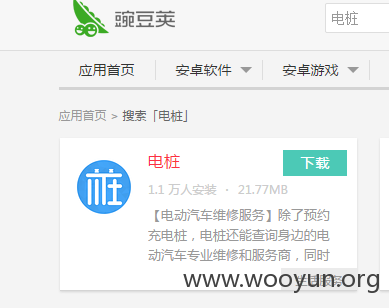 豌豆荚
电桩
应用首页 安卓软件 安卓游戏
应用首页 > 搜索「电桩」
电桩
下载
1.1 万人安装 · 21.77MB
【电动汽车维修服务】除了预约
充电桩，电桩还能查询身边的电
动汽车专业维修和服务商，同时
www.wooyun.org